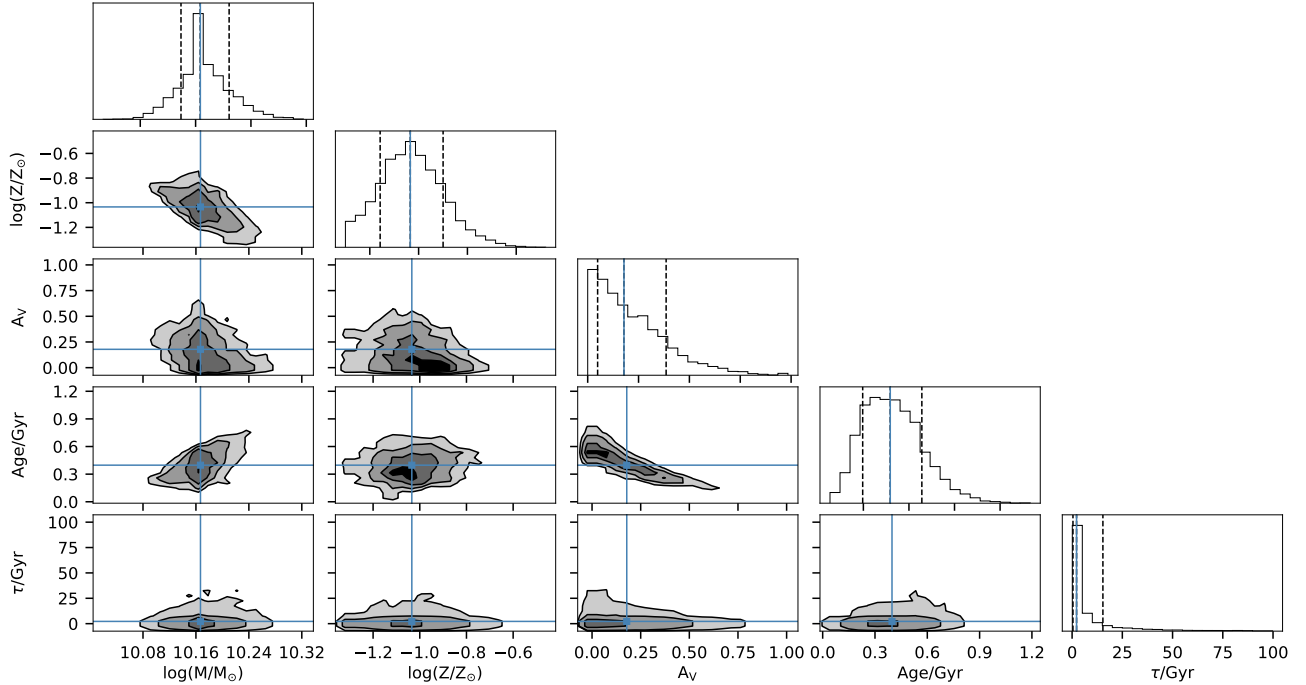 −0.6
−0.8
−1.0
−1.2
log(Z/Z⊙)
1.00
0.75
0.50
0.25
0.00
A_V
1.2
0.9
0.6
0.3
0.0
Age/Gyr
100
75
50
25
0
τ/Gyr
10.08 10.16 10.24 10.32
log(M/M⊙)
−1.2 −1.0 −0.8 −0.6
log(Z/Z⊙)
0.00 0.25 0.50 0.75 1.00
A_V
0.0 0.3 0.6 0.9 1.2
Age/Gyr
0 25 50 75 100
τ/Gyr